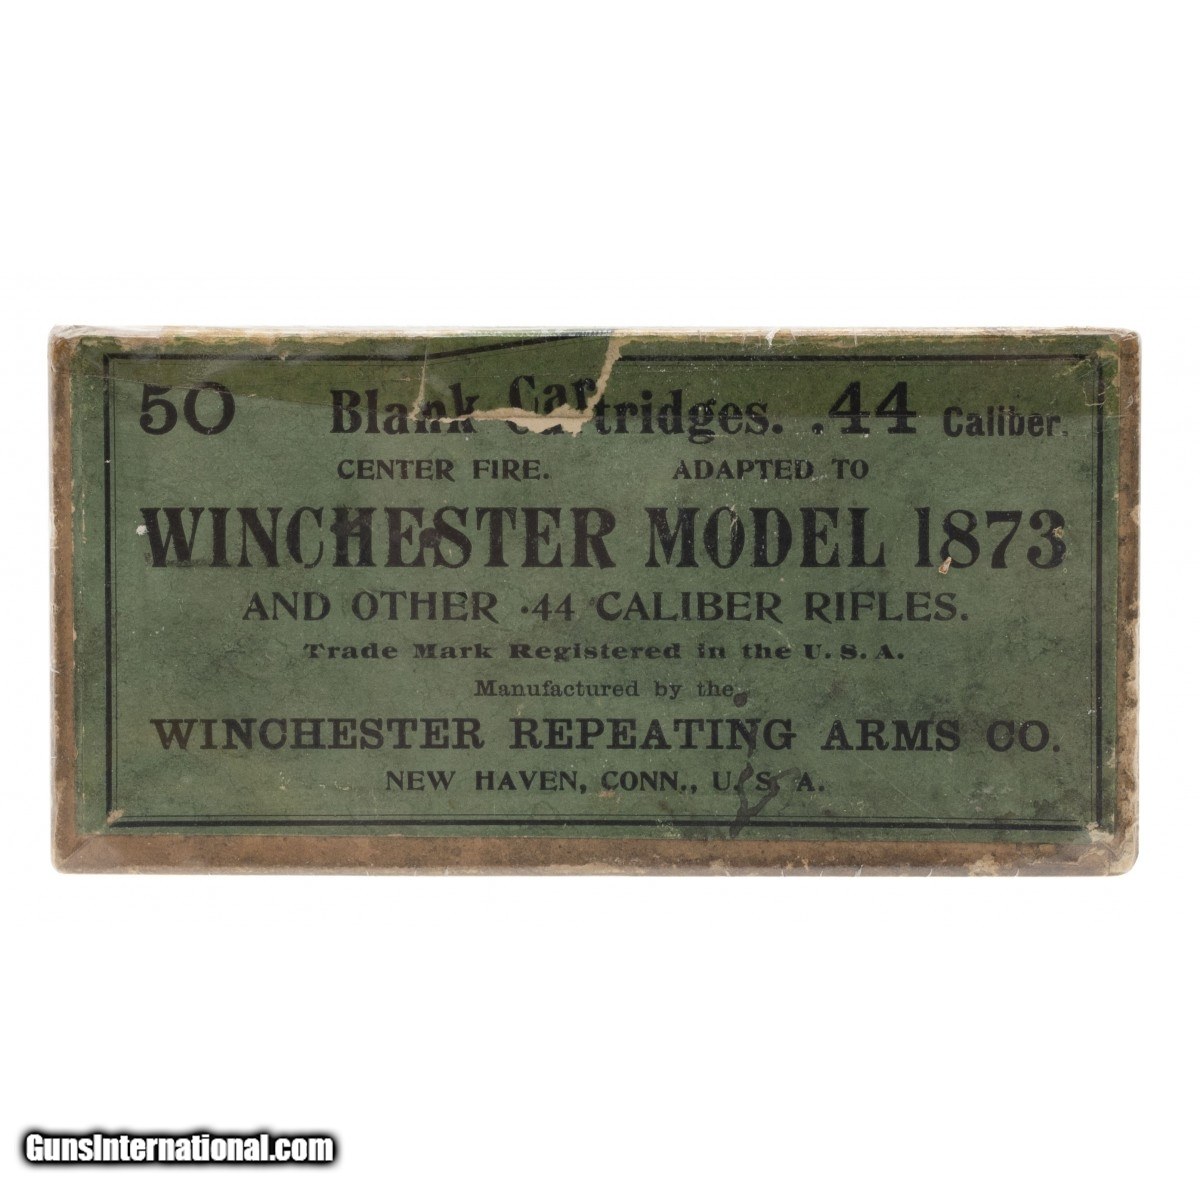 50 Blank Cartridges. .44 Caliber.
CENTER FIRE. ADAPTED TO
WINCHESTER MODEL 1873
AND OTHER .44 CALIBER RIFLES.
Trade Mark Registered in the U. S. A.
Manufactured by the
WINCHESTER REPEATING ARMS CO.
NEW HAVEN, CONN., U. S. A.
GunsInternational.com